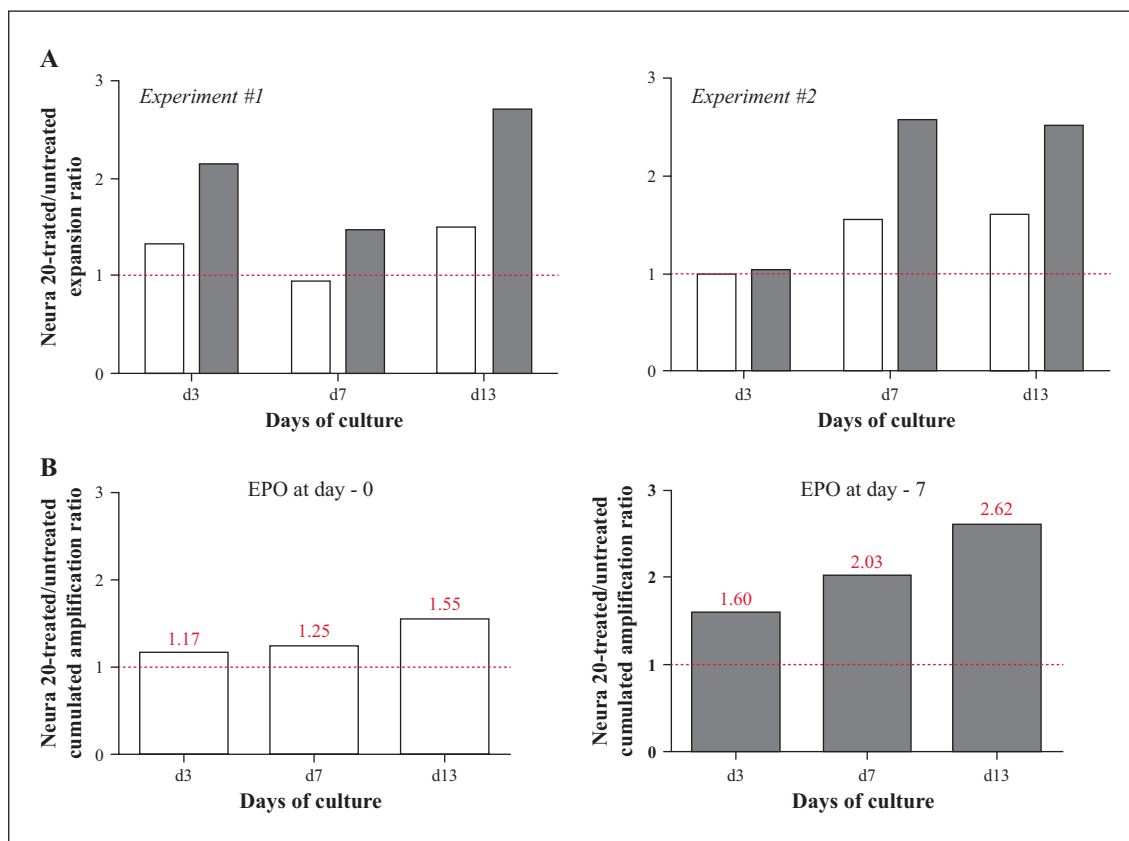 A
Experiment #1
Neura 20-trated/untreated
expansion ratio
3
2
1
0
d3 d7 d13
Days of culture
Experiment #2
3
2
1
0
d3 d7 d13
Days of culture
B
EPO at day - 0
Neura 20-treated/untreated
cumulated amplification ratio
3
2
1
0
1.17 1.25 1.55
d3 d7 d13
Days of culture
EPO at day - 7
Neura 20-treated/untreated
cumulated amplification ratio
3
2
1
0
1.60 2.03 2.62
d3 d7 d13
Days of culture